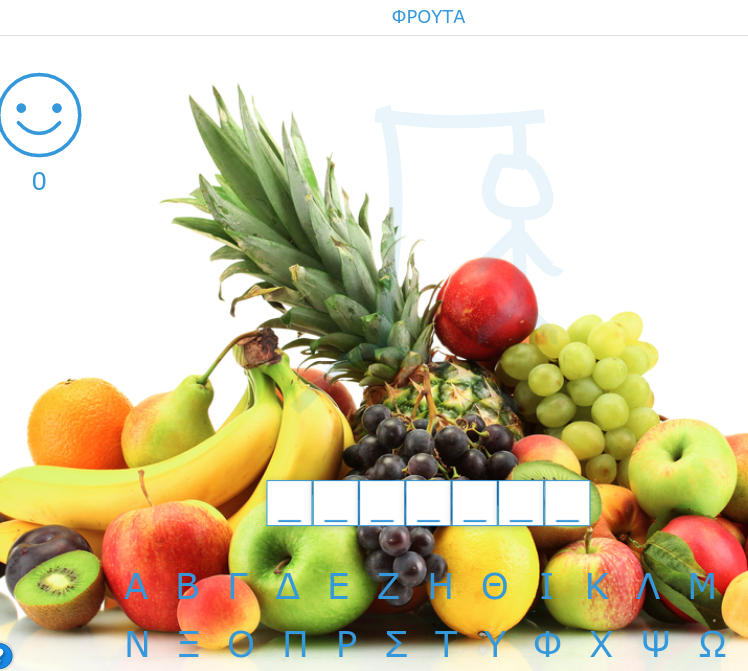 ΦΡΟΥΤΑ
0
_ _ _ _ _ _ _
Α Β Γ Δ Ε Ζ Η Θ Ι Κ Λ Μ
Ν Ξ Ο Π Ρ Σ Τ Υ Φ Χ Ψ Ω
?